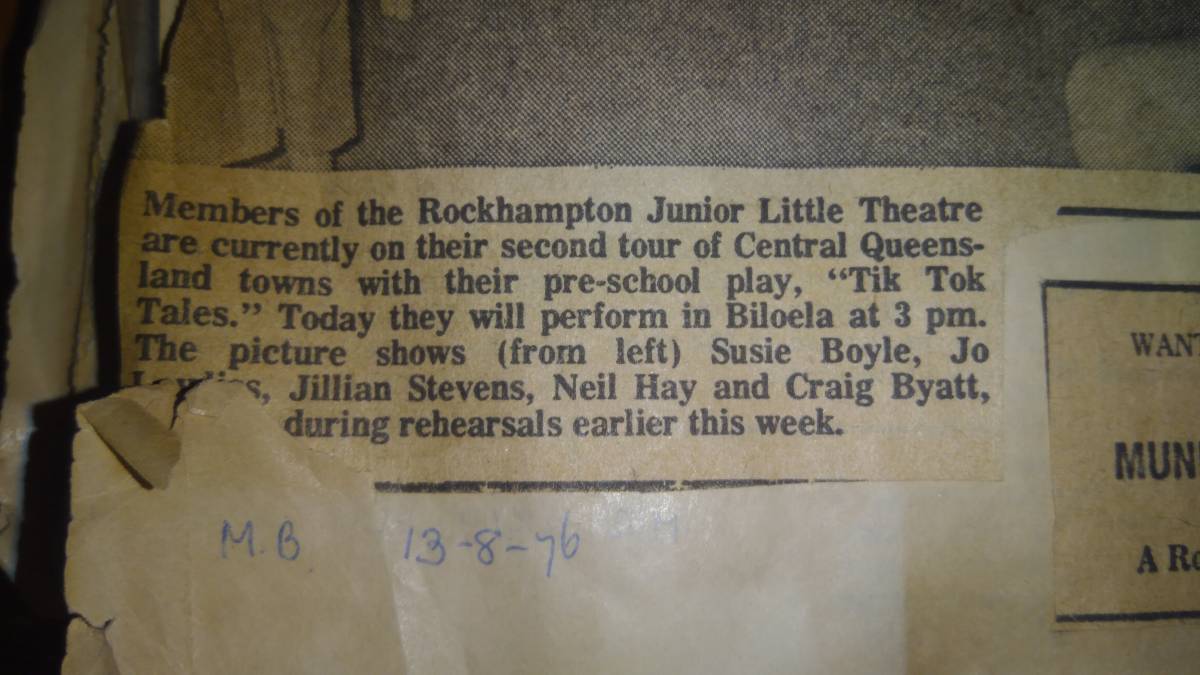 Members of the Rockhampton Junior Little Theatre
are currently on their second tour of Central Queens-
land towns with their pre-school play, “Tik Tok
Tales.” Today they will perform in Biloela at 3 pm.
The picture shows (from left) Susie Boyle, Jo
Jillian Stevens, Neil Hay and Craig Byatt,
during rehearsals earlier this week.
M.B 13-8-76
A